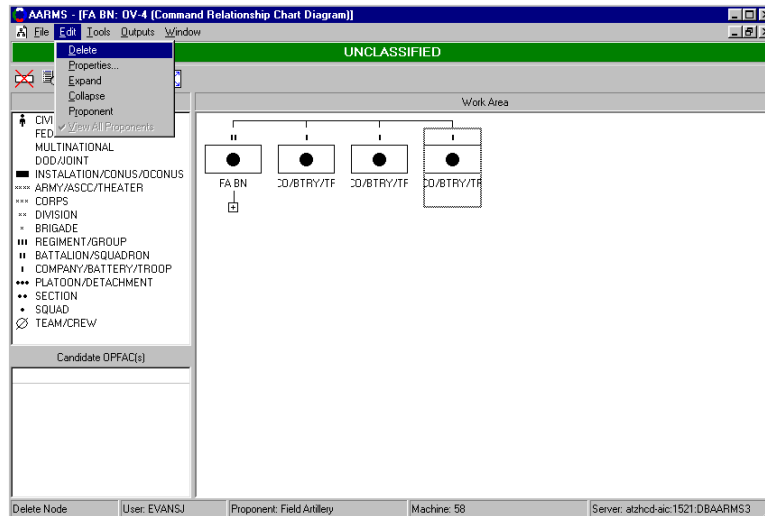 AARMS - [FA BN: OV-4 (Command Relationship Chart Diagram)]
File Edit Tools Outputs Window
UNCLASSIFIED
Delete
Properties...
Expand
Collapse
Proponent
View All Proponents
Work Area
CIVI
FED
MULTINATIONAL
DOD/JOINT
INSTALATION/CONUS/OCONUS
ARMY/ASCC/THEATER
CORPS
DIVISION
BRIGADE
REGIMENT/GROUP
BATTALION/SQUADRON
COMPANY/BATTERY/TROOP
PLATOON/DETACHMENT
SECTION
SQUAD
TEAM/CREW
FA BN CO/BTRY/TF CO/BTRY/TF CO/BTRY/TF
Candidate OPFAC(s)
Delete Node User: EVANSJ Proponent: Field Artillery Machine: 58 Server: atzhcd-aic:1521:DBAARMS3